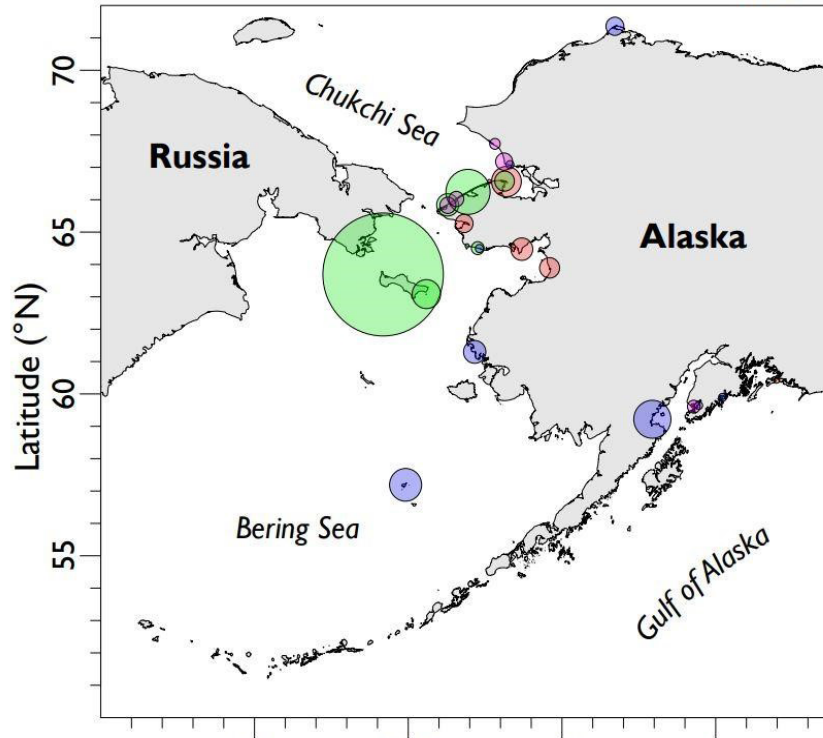 70
Chukchi Sea
Russia
65
Alaska
Latitude (°N)
60
Bering Sea
55
Gulf of Alaska